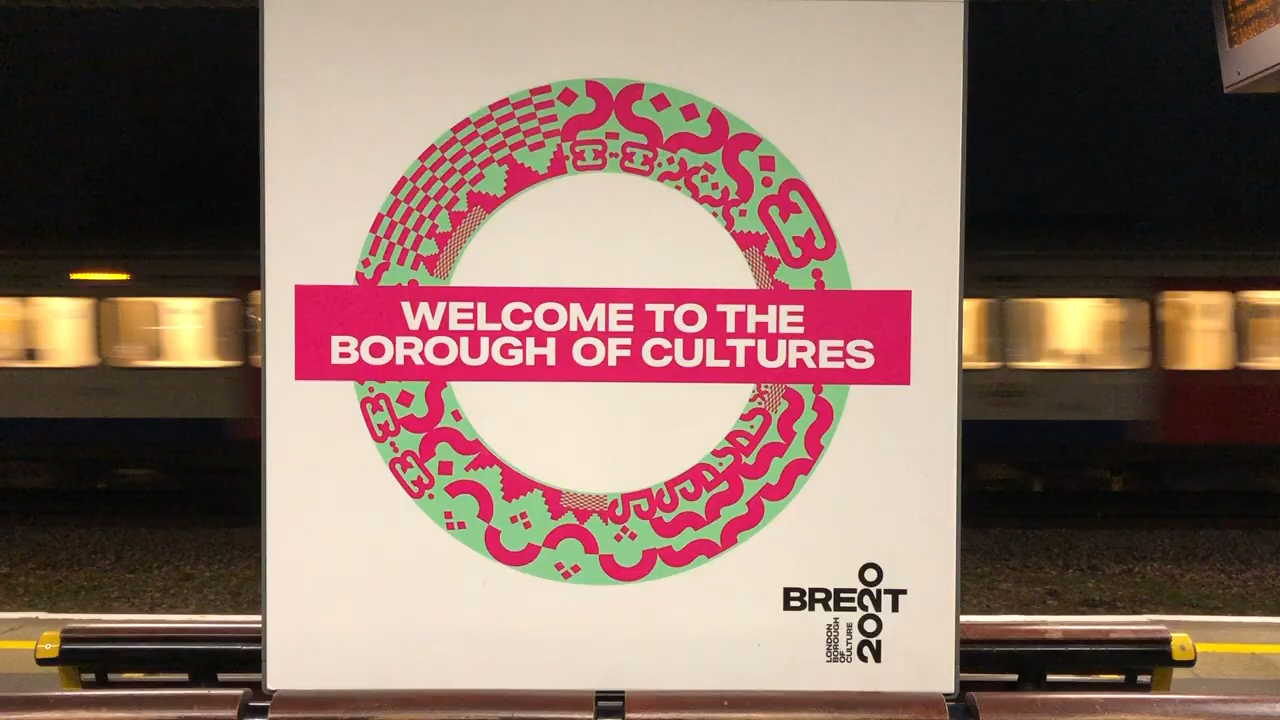 WELCOME TO THE
BOROUGH OF CULTURES
BRENT
2020
LONDON
BOROUGH
OF
CULTURE